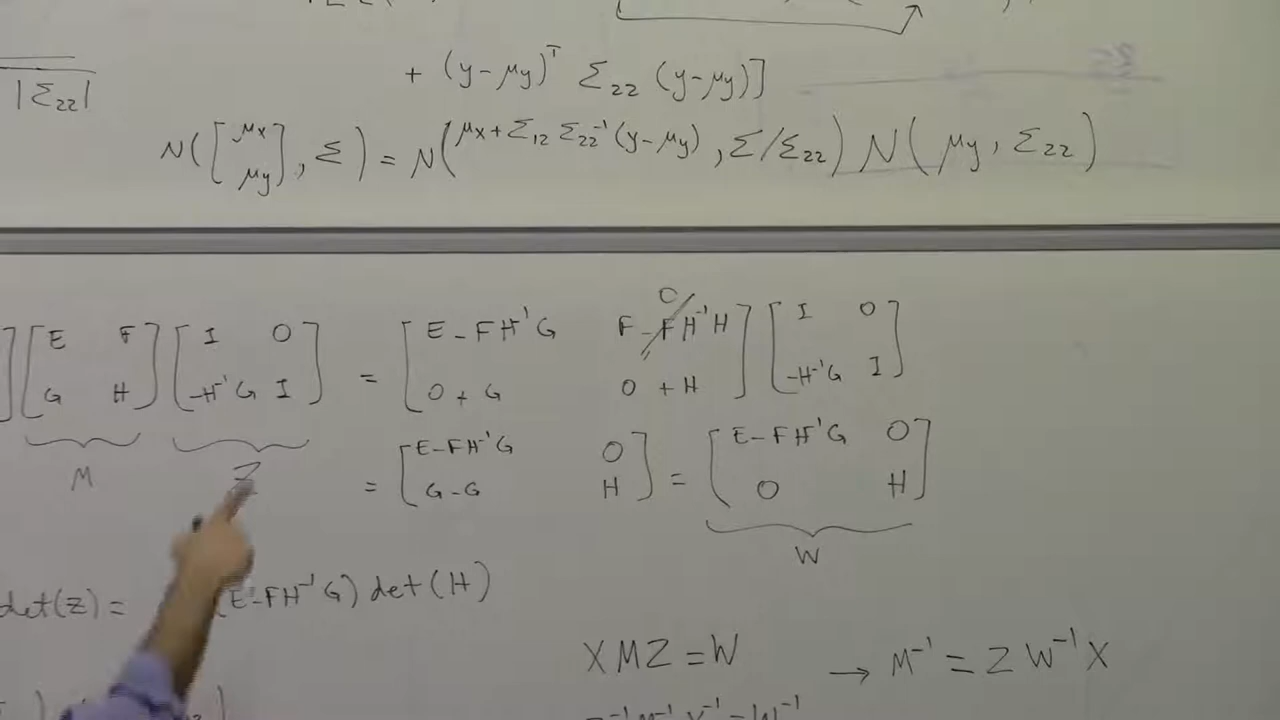 |Σ₂₂|
+ (y-μy)ᵀ Σ₂₂ (y-μy)]
N([μx μy], Σ) = N(μx + Σ₁₂ Σ₂₂⁻¹(y-μy), Σ/Σ₂₂) N(μy, Σ₂₂)
] [E F; G H] [I 0; -H⁻¹G I] = [E-FH⁻¹G F-FH⁻¹H 0; 0+G 0+H] [I 0; -H⁻¹G I]
M Z
= [E-FH⁻¹G 0; G-G H] = [E-FH⁻¹G 0; 0 H]
W
det(Z) = (E-FH⁻¹G) det(H)
XMZ = W → M⁻¹ = Z W⁻¹ X